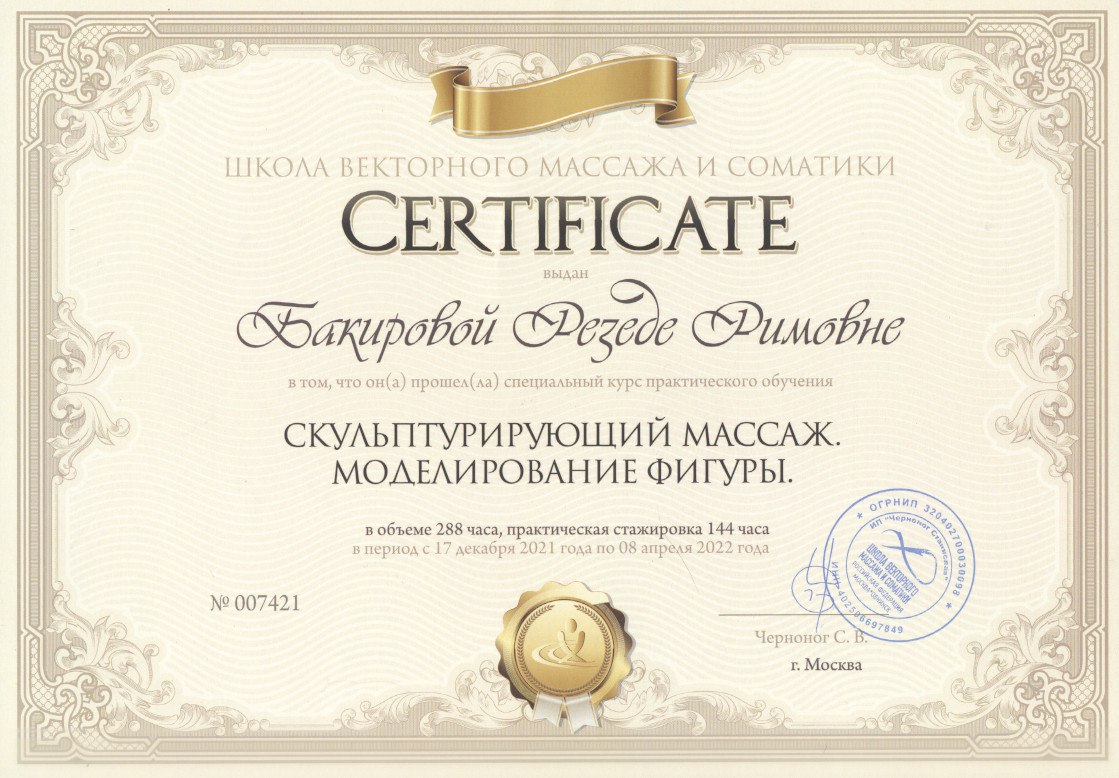 ШКОЛА ВЕКТОРНОГО МАССАЖА И СОМАТИКИ
CERTIFICATE
выдан
Бакировой Резеде Римовне
в том, что он(а) прошел(ла) специальный курс практического обучения
СКУЛЬПТУРИРУЮЩИЙ МАССАЖ.
МОДЕЛИРОВАНИЕ ФИГУРЫ.
в объеме 288 часа, практическая стажировка 144 часа
в период с 17 декабря 2021 года по 08 апреля 2022 года
№ 007421
★ ОГРНИП 320402700030098 ★
ИНН 402506697849
ИП "Черноног Станислав"
ШКОЛА ВЕКТОРНОГО
МАССАЖА И СОМАТИКИ
РОССИЙСКАЯ ФЕДЕРАЦИЯ
Черноног С. В.
г. Москва